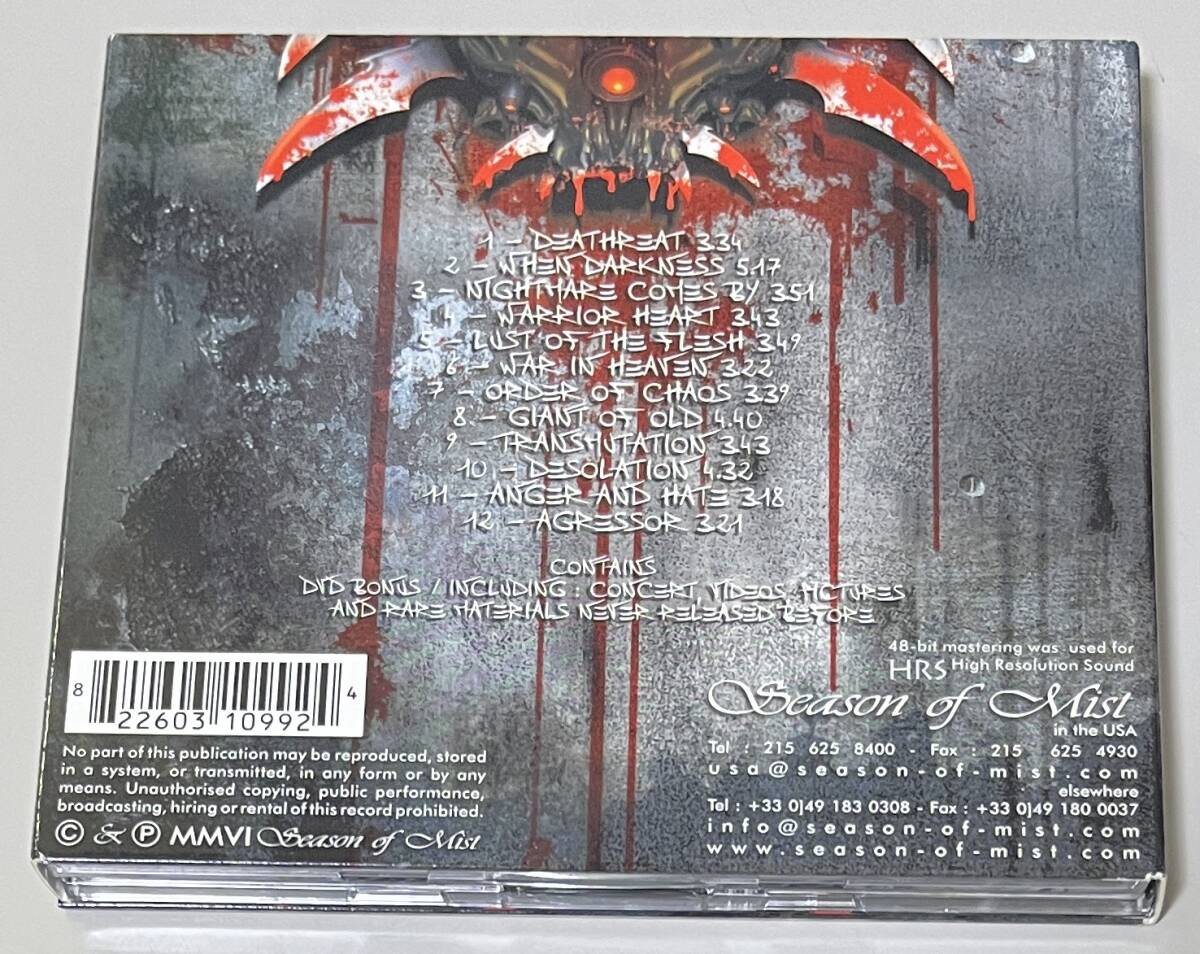 1 - DEATHREAT 3.34
2 - WHEN DARKNESS 5.17
3 - NIGHTMARE COMES BY 3.51
4 - WARRIOR HEART 3.43
5 - LUST OF THE FLESH 3.49
6 - WAR IN HEAVEN 3.22
7 - ORDER OF CHAOS 3.39
8 - GIANT OF OLD 4.40
9 - TRANSMUTATION 3.43
10 - DESOLATION 4.32
11 - ANGER AND HATE 3.18
12 - AGRESSOR 3.21
CONTAINS
DVD BONUS / INCLUDING : CONCERT, VIDEOS, PICTURES
AND RARE MATERIALS NEVER RELEASED BEFORE
8 22603 10992 4
No part of this publication may be reproduced, stored
in a system, or transmitted, in any form or by any
means. Unauthorised copying, public performance,
broadcasting, hiring or rental of this record prohibited.
© & ℗ MMVI Season of Mist
48-bit mastering was used for
HRS High Resolution Sound
Season of Mist
in the USA
Tel : 215 625 8400 - Fax : 215 625 4930
usa@season-of-mist.com
elsewhere
Tel : +33 0)49 183 0308 - Fax : +33 0)49 180 0037
info@season-of-mist.com
www.season-of-mist.com